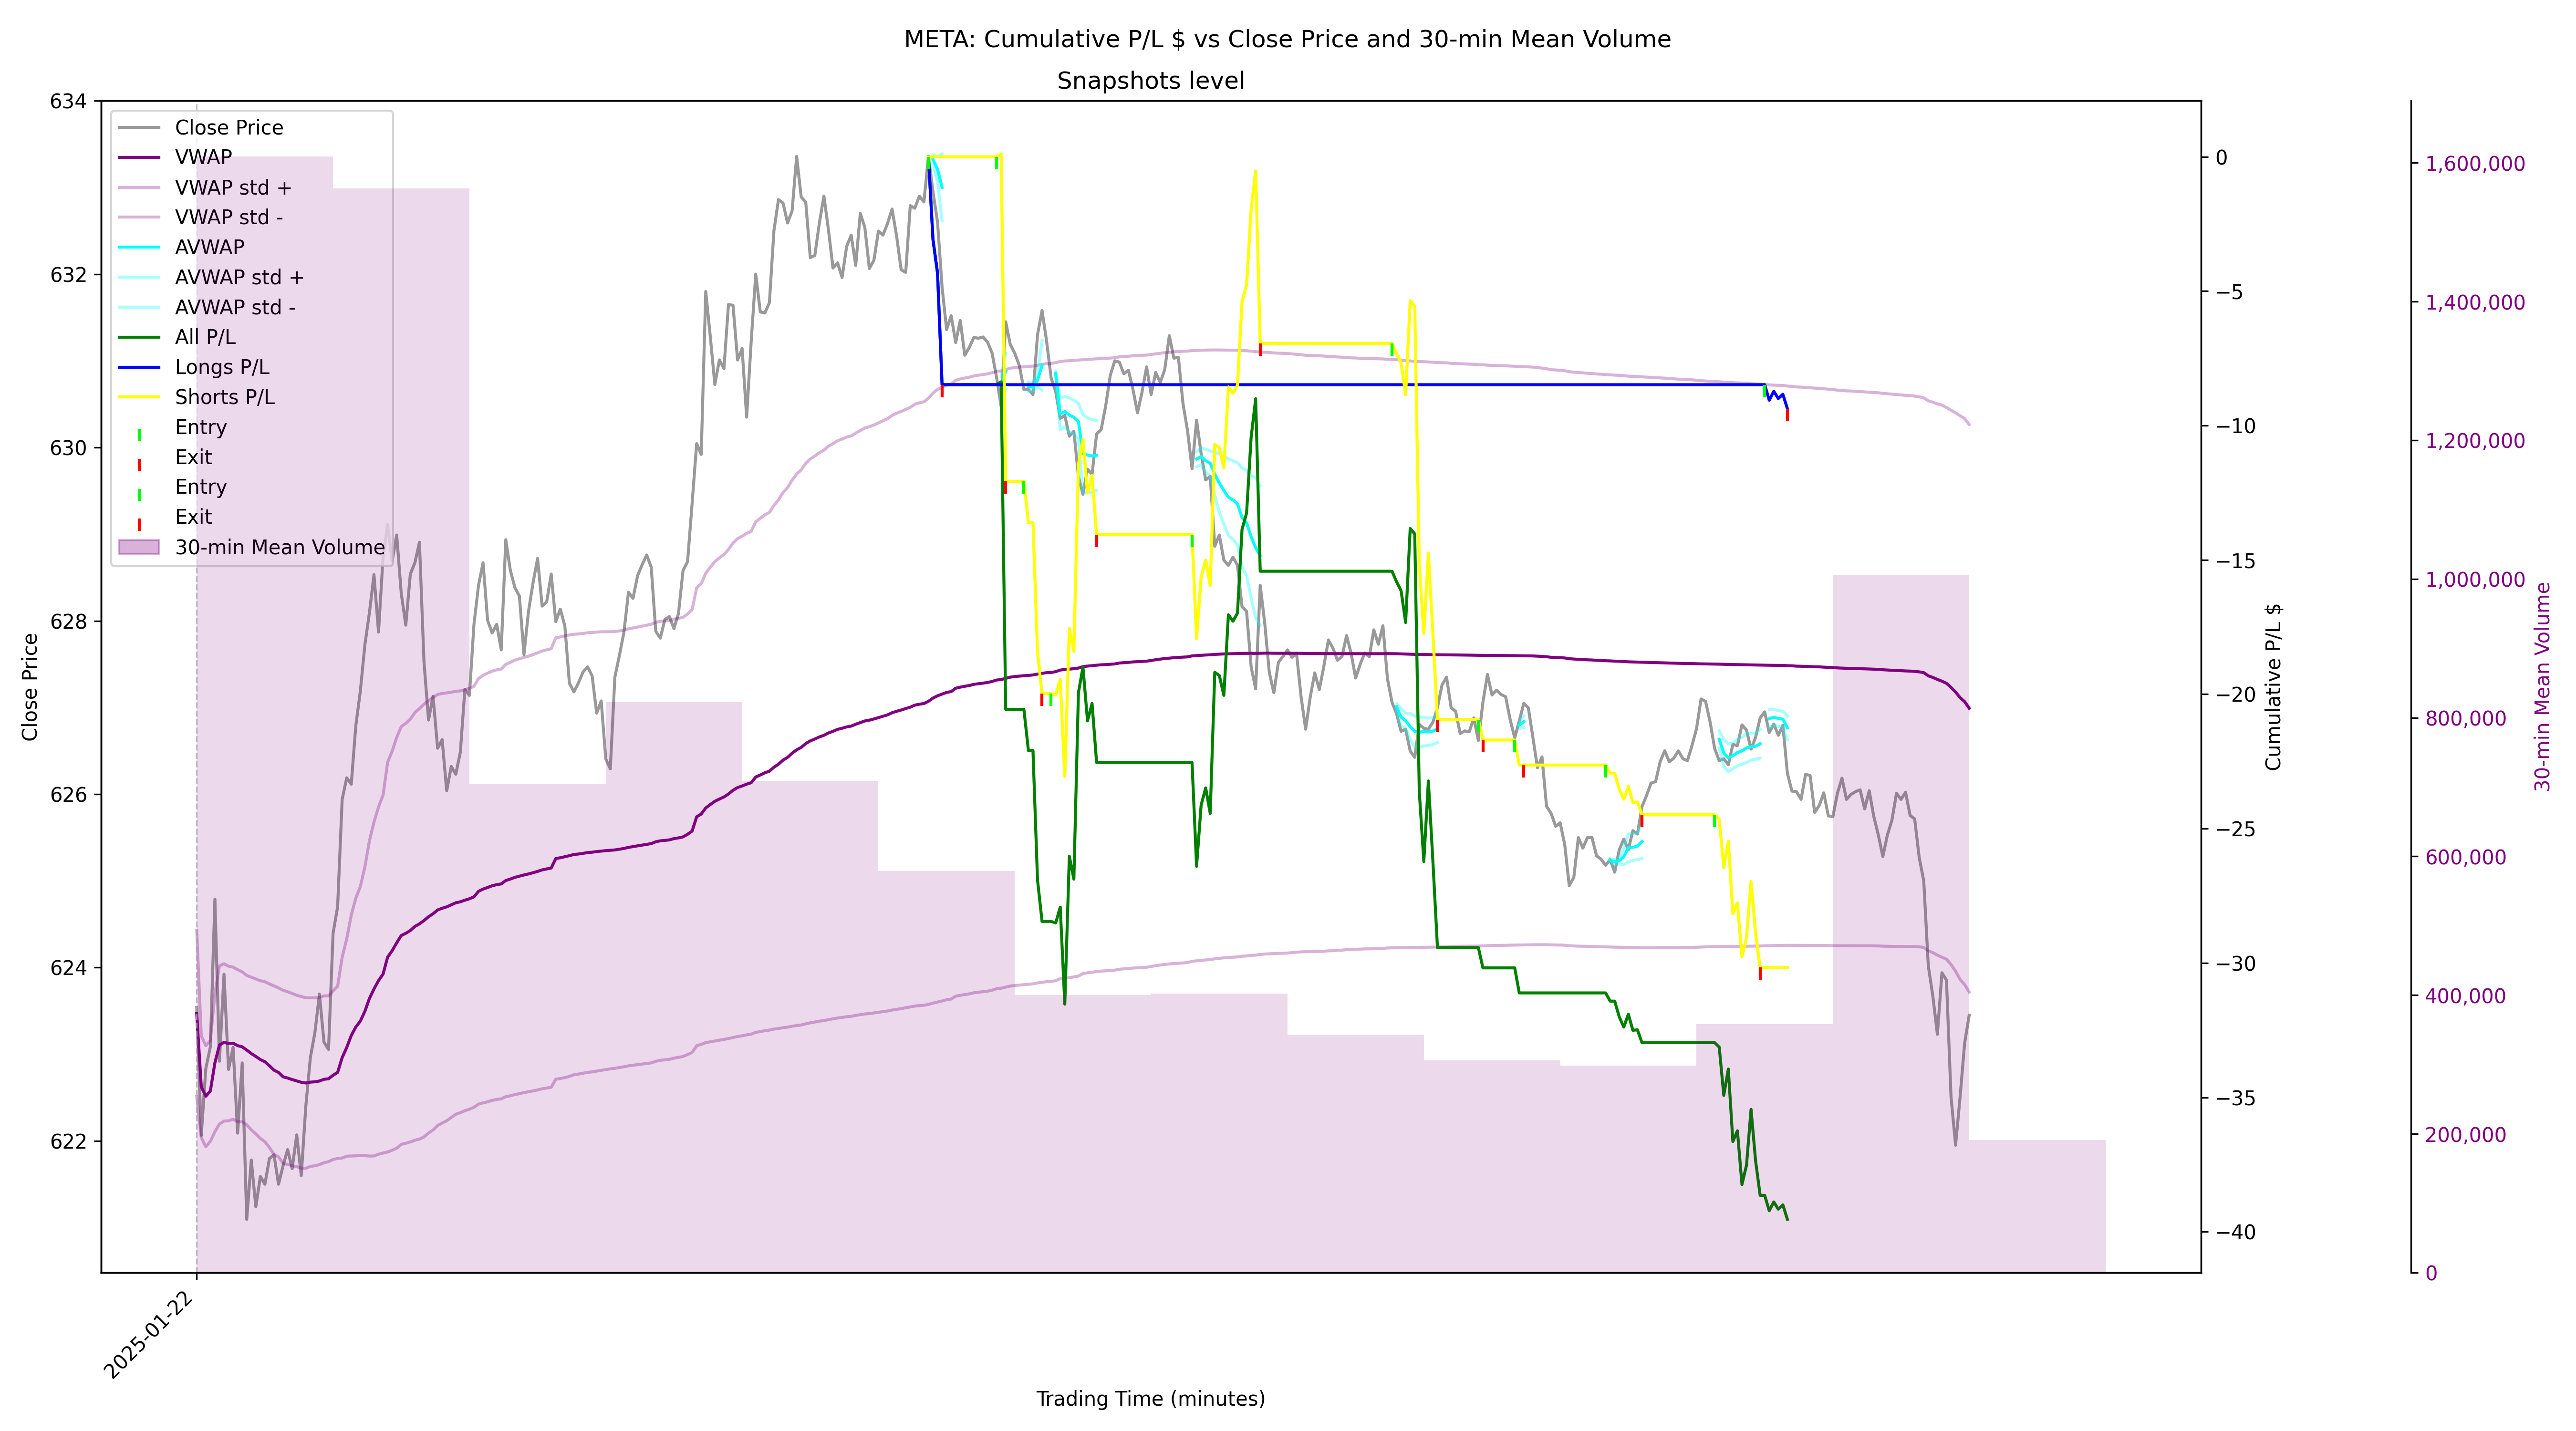 META: Cumulative P/L $ vs Close Price and 30-min Mean Volume
Snapshots level
Close Price
VWAP
VWAP std +
VWAP std -
AVWAP
AVWAP std +
AVWAP std -
All P/L
Longs P/L
Shorts P/L
Entry
Exit
Entry
Exit
30-min Mean Volume
634
632
630
628
626
624
622
Close Price
0
−5
−10
−15
−20
−25
−30
−35
−40
Cumulative P/L $
1,600,000
1,400,000
1,200,000
1,000,000
800,000
600,000
400,000
200,000
0
30-min Mean Volume
2025-01-22
Trading Time (minutes)